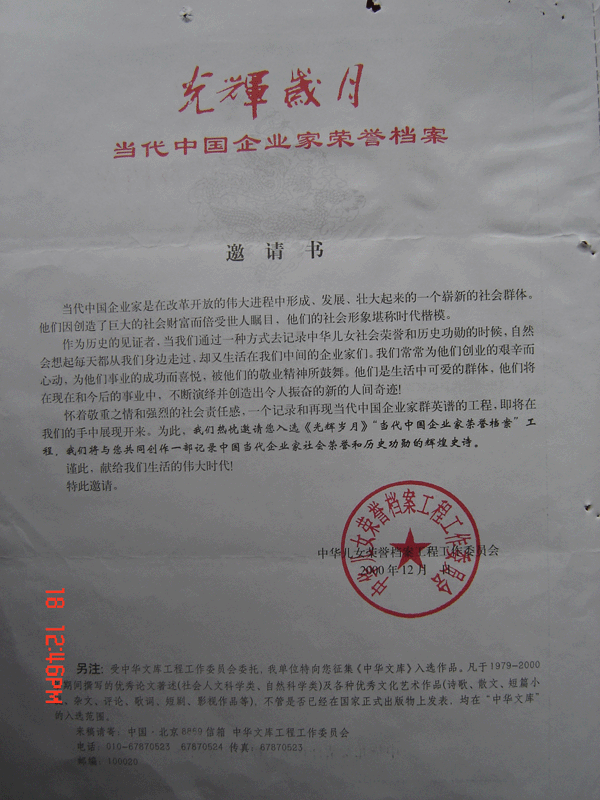 光輝歲月
当代中国企业家荣誉档案
邀请书
当代中国企业家是在改革开放的伟大进程中形成、发展、壮大起来的一个崭新的社会群体。
他们因创造了巨大的社会财富而倍受世人瞩目，他们的社会形象堪称时代楷模。
作为历史的见证者，当我们通过一种方式去记录中华儿女社会荣誉和历史功勋的时候，自然
会想起每天都从我们身边走过，却又生活在我们中间的企业家们。我们常常为他们创业的艰辛而
心动，为他们事业的成功而喜悦，被他们的敬业精神所鼓舞。他们是生活中可爱的群体，他们将
在现在和今后的事业中，不断演绎并创造出令人振奋的新的人间奇迹！
怀着敬重之情和强烈的社会责任感，一个记录和再现当代中国企业家群英谱的工程，即将在
我们的手中展现开来。为此，我们热忱邀请您入选《光辉岁月》“当代中国企业家荣誉档案”工
程，我们将与您共同创作一部记录中国当代企业家社会荣誉和历史功勋的辉煌史诗。
谨此，献给我们生活的伟大时代！
特此邀请。
中华儿女荣誉档案工程工作委员会
2000年12月
中华儿女荣誉档案工程工作委员会
另注：受中华文库工程工作委员会委托，我单位特向您征集《中华文库》入选作品。凡于1979-2000
期间撰写的优秀论文著述(社会人文科学类、自然科学类)及各种优秀文化艺术作品(诗歌、散文、短篇小
、杂文、评论、歌词、短剧、影视作品等)，不管是否已经在国家正式出版物上发表，均在“中华文库”
的入选范围。
来稿请寄：中国·北京8859信箱 中华文库工程工作委员会
电话：010-67870523 67870524 传真：67870523
邮编：100020
18 12:46PM